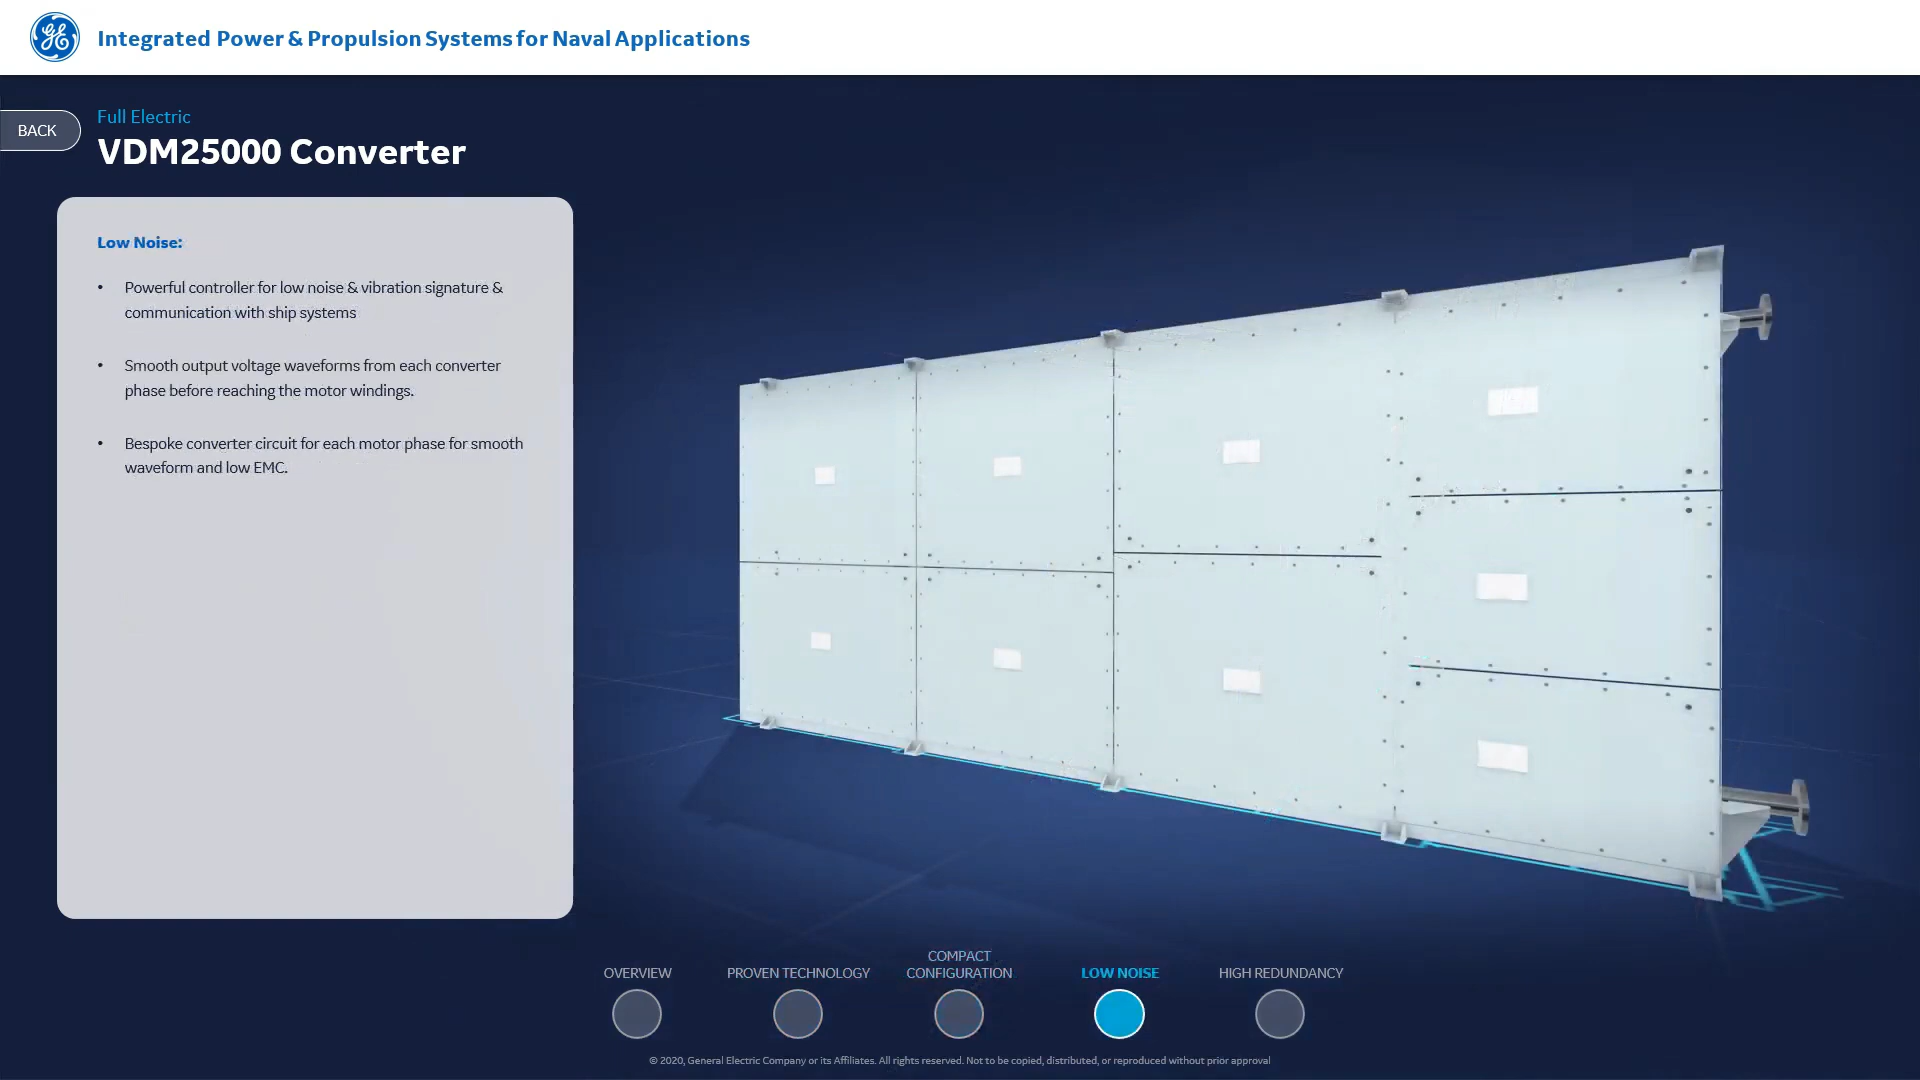 GE
Integrated Power & Propulsion Systems for Naval Applications
BACK
Full Electric
VDM25000 Converter
Low Noise:
• Powerful controller for low noise & vibration signature &
communication with ship systems
• Smooth output voltage waveforms from each converter
phase before reaching the motor windings.
• Bespoke converter circuit for each motor phase for smooth
waveform and low EMC.
OVERVIEW
PROVEN TECHNOLOGY
COMPACT
CONFIGURATION
LOW NOISE
HIGH REDUNDANCY
© 2020, General Electric Company or its Affiliates. All rights reserved. Not to be copied, distributed, or reproduced without prior approval